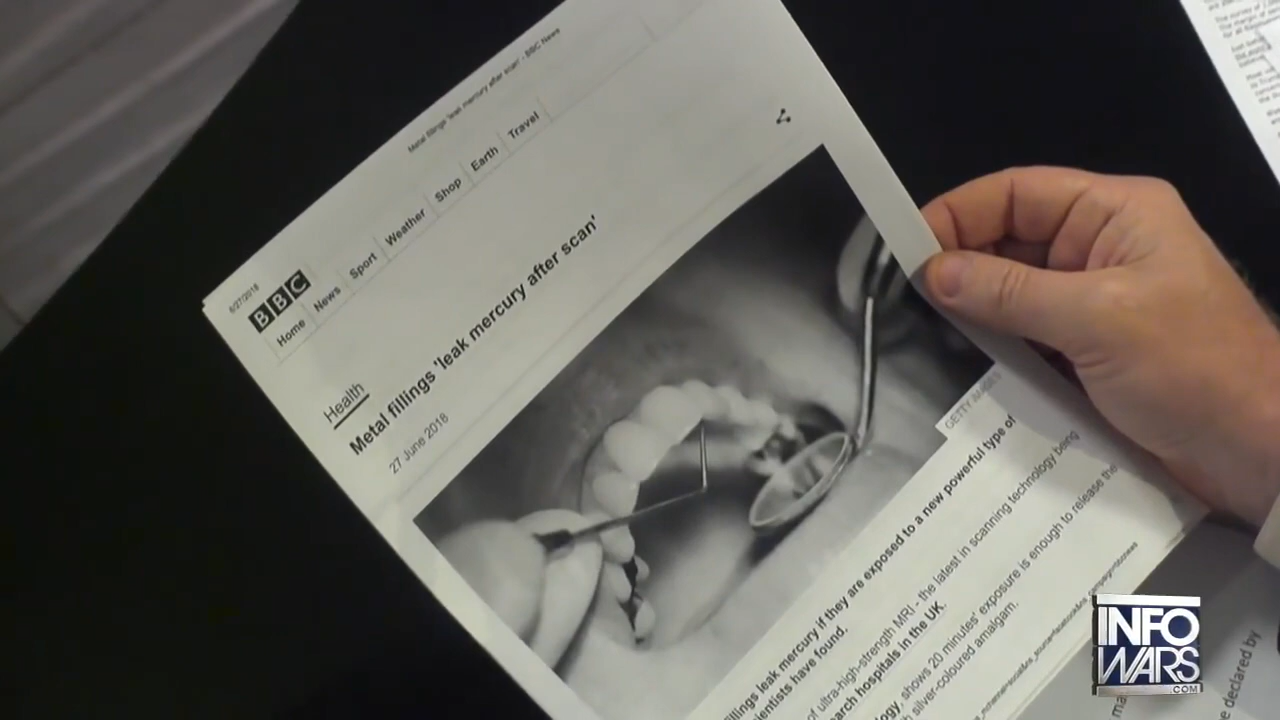 Metal fillings 'leak mercury after scan' - BBC News
6/27/2018
BBC
Home News Sport Weather Shop Earth Travel
Health
Metal fillings 'leak mercury after scan'
27 June 2018
GETTY IMAGES
fillings leak mercury if they are exposed to a new powerful type of
scientists have found.
of ultra-high-strength MRI - the latest in scanning technology being
hospitals in the UK.
shows 20 minutes' exposure is enough to release the
silver-coloured amalgam.
e declared by
INFO
WARS
.COM